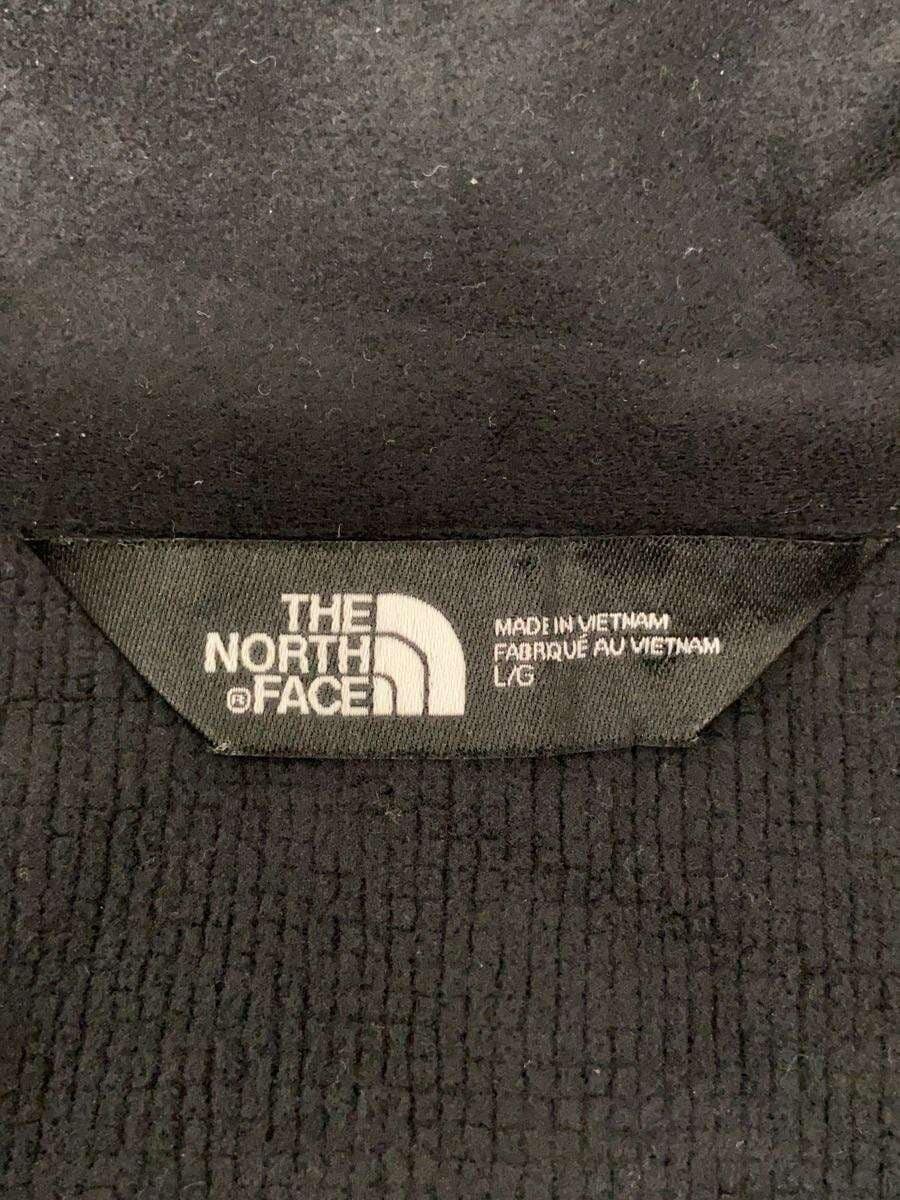 THE
NORTH
®FACE
MADE IN VIETNAM
FABRIQUÉ AU VIETNAM
L/G